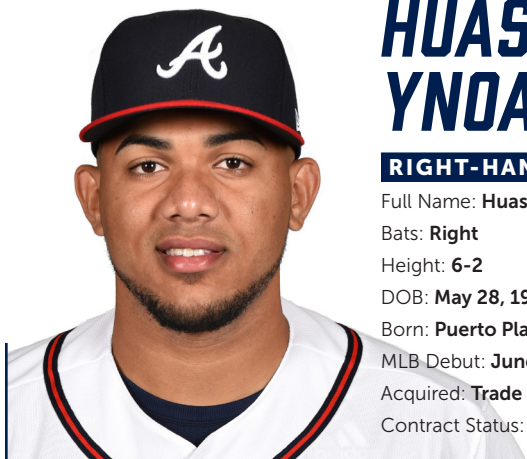 HUAS
YNOA
RIGHT-HAN
Full Name: Huas
Bats: Right
Height: 6-2
DOB: May 28, 19
Born: Puerto Pla
MLB Debut: June
Acquired: Trade
Contract Status: